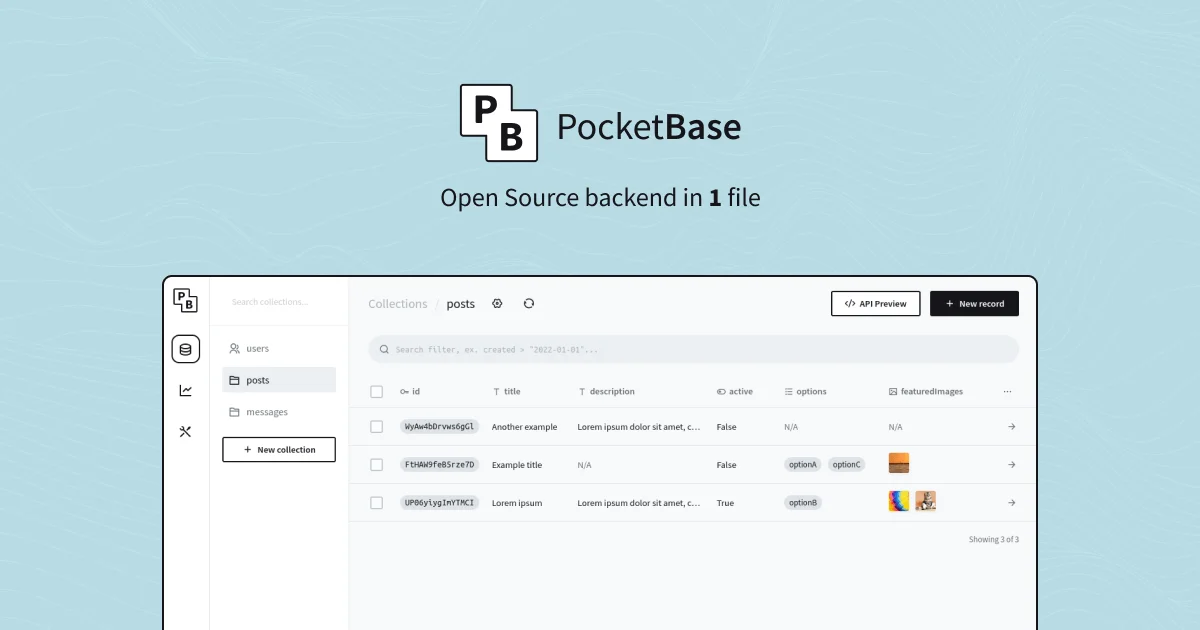 P
B
PocketBase
Open Source backend in 1 file
P
B
Search collections...
users
posts
messages
+ New collection
Collections / posts
</> API Preview
+ New record
Search filter, ex. created > "2022-01-01"...
id title description active options featuredImages ...
WyAw4bDrvws6gGl Another example Lorem ipsum dolor sit amet, c... False N/A N/A
FtHAW9feB5rze7D Example title N/A False optionA optionC
UP06yiygImYTMCI Lorem ipsum Lorem ipsum dolor sit amet, c... True optionB
Showing 3 of 3